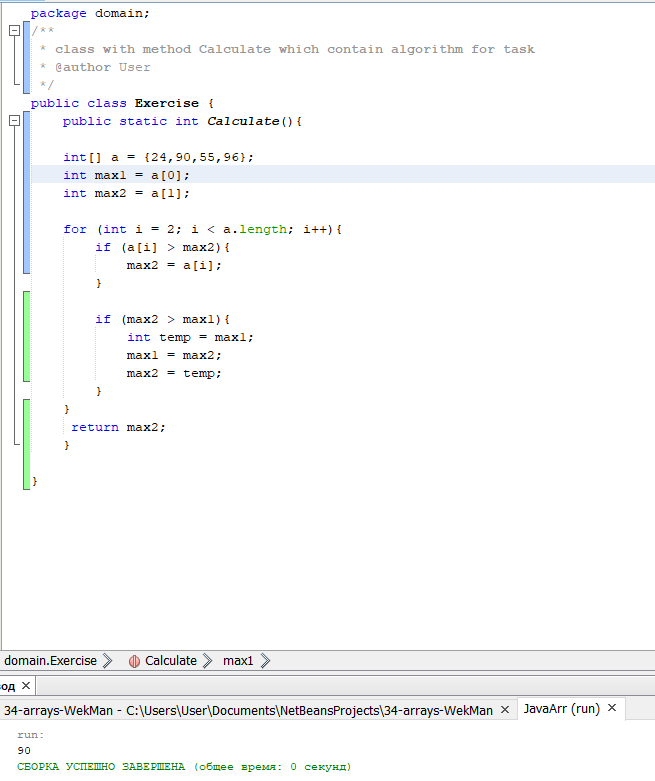 package domain;
/**
 * class with method Calculate which contain algorithm for task
 * @author User
 */
public class Exercise {
    public static int Calculate(){
    int[] a = {24,90,55,96};
    int max1 = a[0];
    int max2 = a[1];
    for (int i = 2; i < a.length; i++){
        if (a[i] > max2){
            max2 = a[i];
        }
        if (max2 > max1){
            int temp = max1;
            max1 = max2;
            max2 = temp;
        }
    }
     return max2;
    }
}
domain.Exercise Calculate max1
вод ×
34-arrays-WekMan - C:\Users\User\Documents\NetBeansProjects\34-arrays-WekMan × JavaArr (run) ×
run:
90
СБОРКА УСПЕШНО ЗАВЕРШЕНА (общее время: 0 секунд)